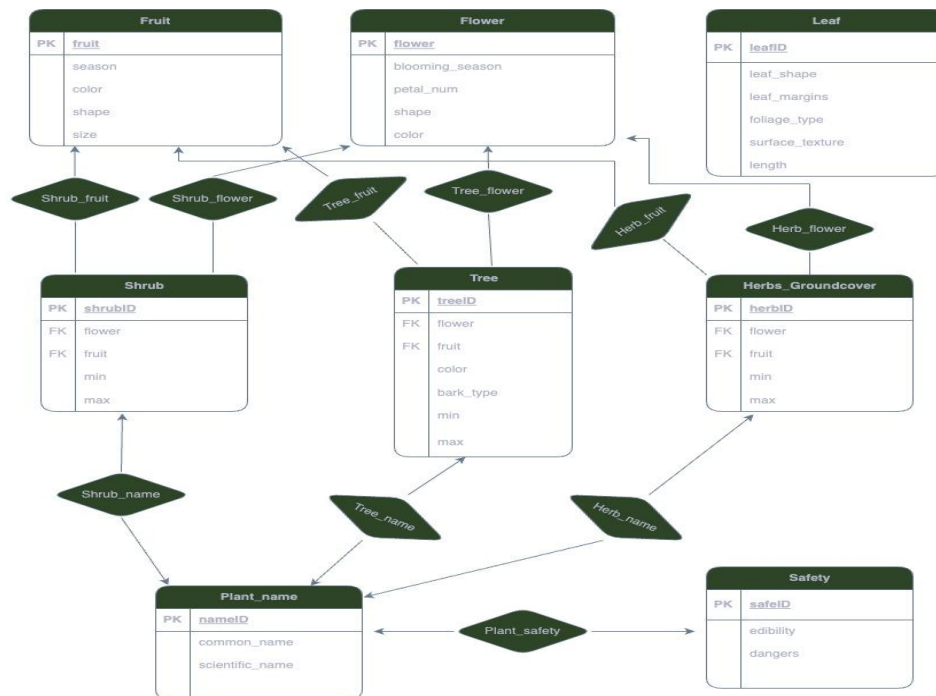 Fruit
PK fruit
season
color
shape
size
Flower
PK flower
blooming_season
petal_num
shape
color
Leaf
PK leafID
leaf_shape
leaf_margins
foliage_type
surface_texture
length
Shrub_fruit
Shrub_flower
Tree_fruit
Tree_flower
Herb_fruit
Herb_flower
Shrub
PK shrubID
FK flower
FK fruit
min
max
Tree
PK treeID
FK flower
FK fruit
color
bark_type
min
max
Herbs_Groundcover
PK herbID
FK flower
FK fruit
min
max
Shrub_name
Tree_name
Herb_name
Plant_name
PK nameID
common_name
scientific_name
Plant_safety
Safety
PK safeID
edibility
dangers